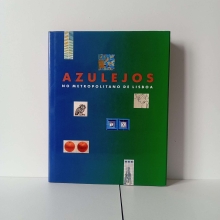 AZULEJOS
NO METROPOLITANO DE LISBOA